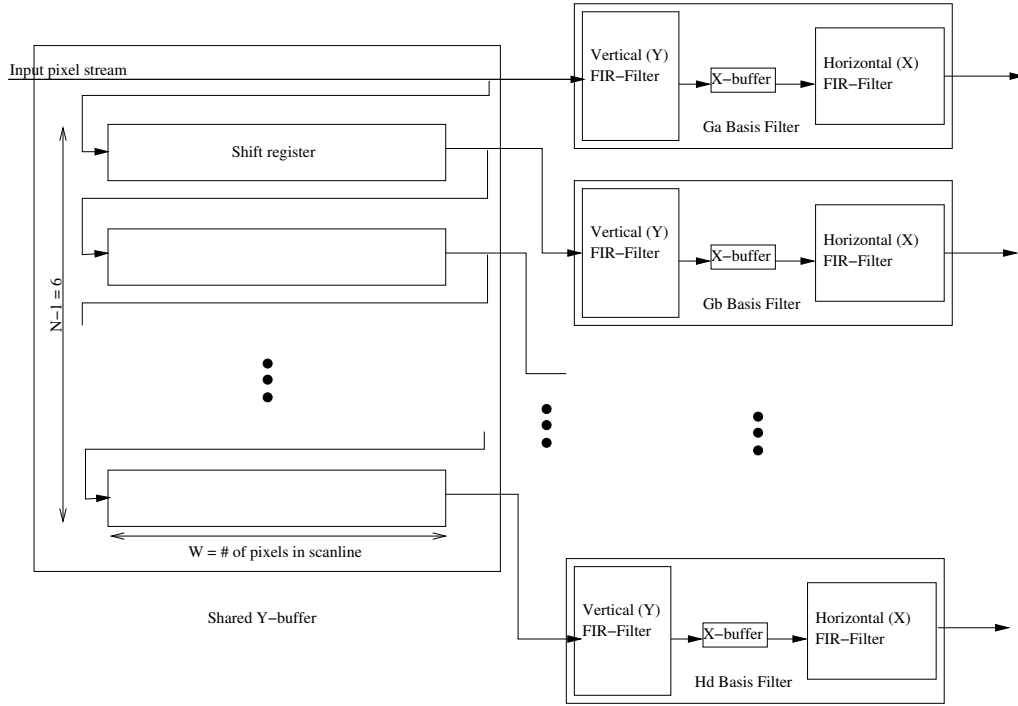 Input pixel stream
Shift register
N−1 = 6
W = # of pixels in scanline
Shared Y−buffer
Vertical (Y)
FIR−Filter
X−buffer
Horizontal (X)
FIR−Filter
Ga Basis Filter
Vertical (Y)
FIR−Filter
X−buffer
Horizontal (X)
FIR−Filter
Gb Basis Filter
Vertical (Y)
FIR−Filter
X−buffer
Horizontal (X)
FIR−Filter
Hd Basis Filter